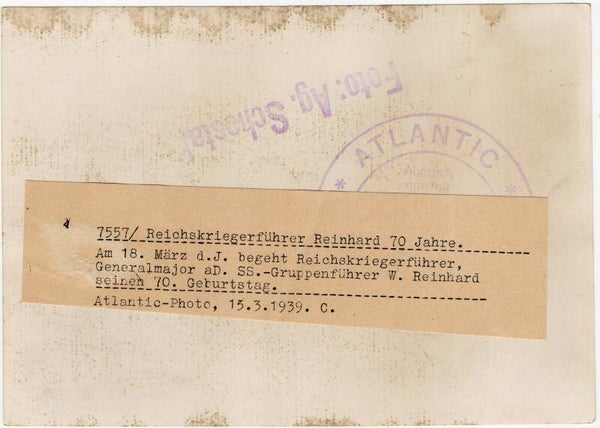 Foto: Ag. Schostal
* ATLANTIC *
7557/ Reichskriegerführer Reinhard 70 Jahre.
Am 18. März d.J. begeht Reichskriegerführer,
Generalmajor aD. SS.-Gruppenführer W. Reinhard
seinen 70. Geburtstag.
Atlantic-Photo, 15.3.1939. C.